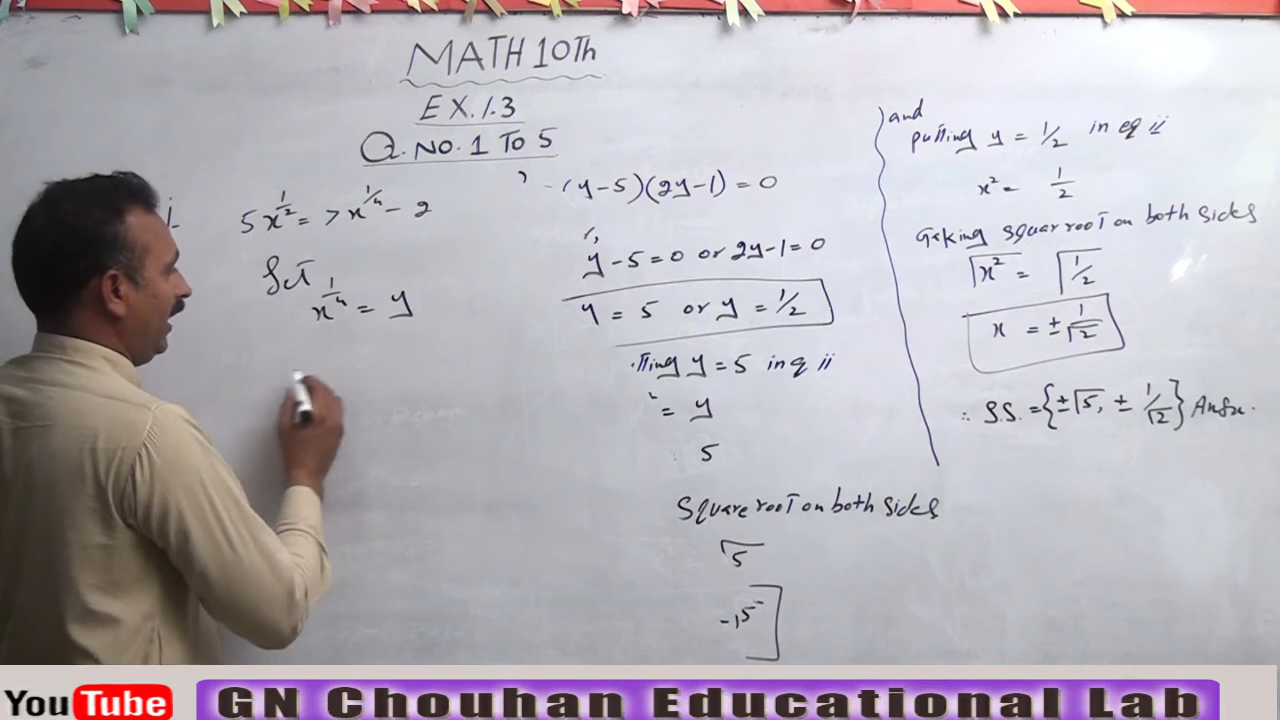 MATH 10Th
EX.1.3
Q. NO. 1 TO 5
5x^{1/2} = 7x^{1/4} - 2
Let
x^{1/4} = y
(y-5)(2y-1) = 0
y-5=0 or 2y-1=0
y = 5 or y = 1/2
y = 5 in q ii
= y
5
Square root on both sides
√5
and
putting y = 1/2 in eq ii
x² = 1/2
Taking squar root on both sides
√x² = √1/2
x = ± 1/√2
∴ S.S. = {±√5, ± 1/√2} Ans
YouTube
GN Chouhan Educational Lab